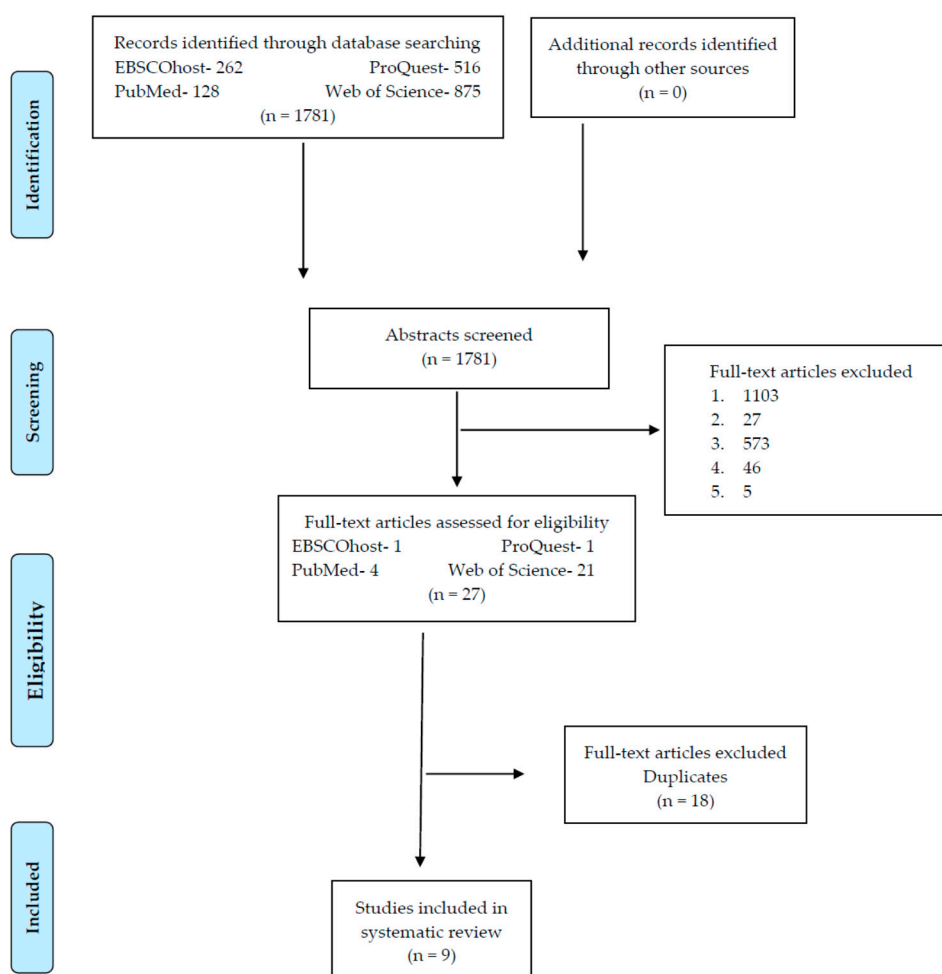 Identification
Records identified through database searching
EBSCOhost- 262 ProQuest- 516
PubMed- 128 Web of Science- 875
(n = 1781)
Additional records identified
through other sources
(n = 0)
Screening
Abstracts screened
(n = 1781)
Full-text articles excluded
1. 1103
2. 27
3. 573
4. 46
5. 5
Eligibility
Full-text articles assessed for eligibility
EBSCOhost- 1 ProQuest- 1
PubMed- 4 Web of Science- 21
(n = 27)
Full-text articles excluded
Duplicates
(n = 18)
Included
Studies included in
systematic review
(n = 9)